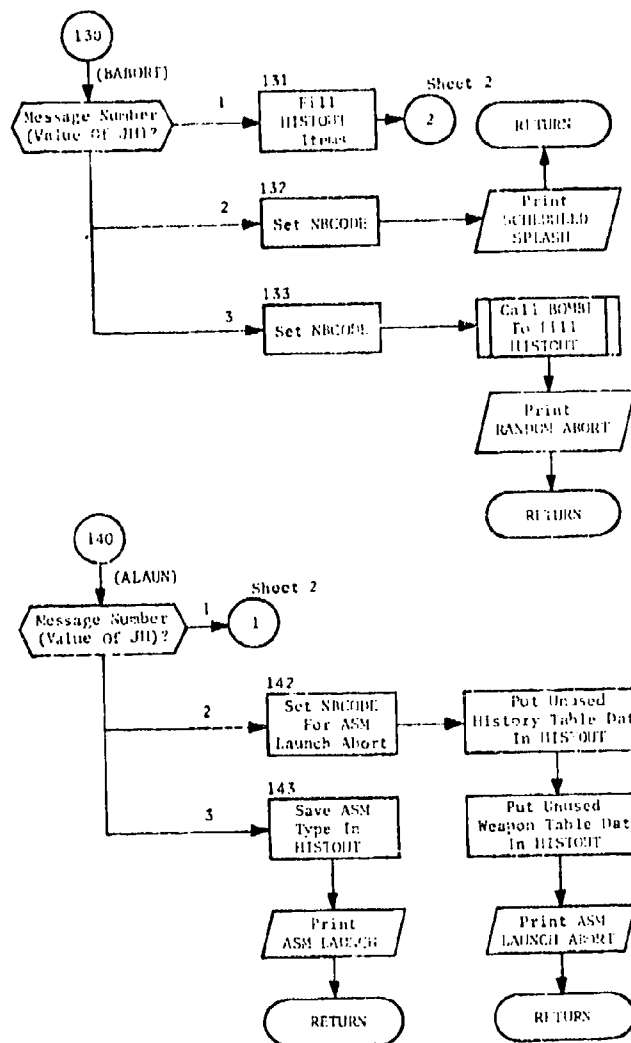 130
(BABORT)
Message Number
(Value Of JH)?
1
131
Fill
HISTOUT
Items
Sheet 2
2
RETURN
2
132
Set NBCODE
Print
SCHEDULED
SPLASH
3
133
Set NBCODE
Call BOMBI
To Fill
HISTOUT
Print
RANDOM ABORT
RETURN
140
(ALAUN)
Message Number
(Value Of JH)?
1
Sheet 2
1
2
142
Set NBCODE
For ASM
Launch Abort
Put Unused
History Table Dat
In HISTOUT
3
143
Save ASM
Type In
HISTOUT
Put Unused
Weapon Table Dat
In HISTOUT
Print
ASM LAUNCH
Print ASM
LAUNCH ABORT
RETURN
RETURN